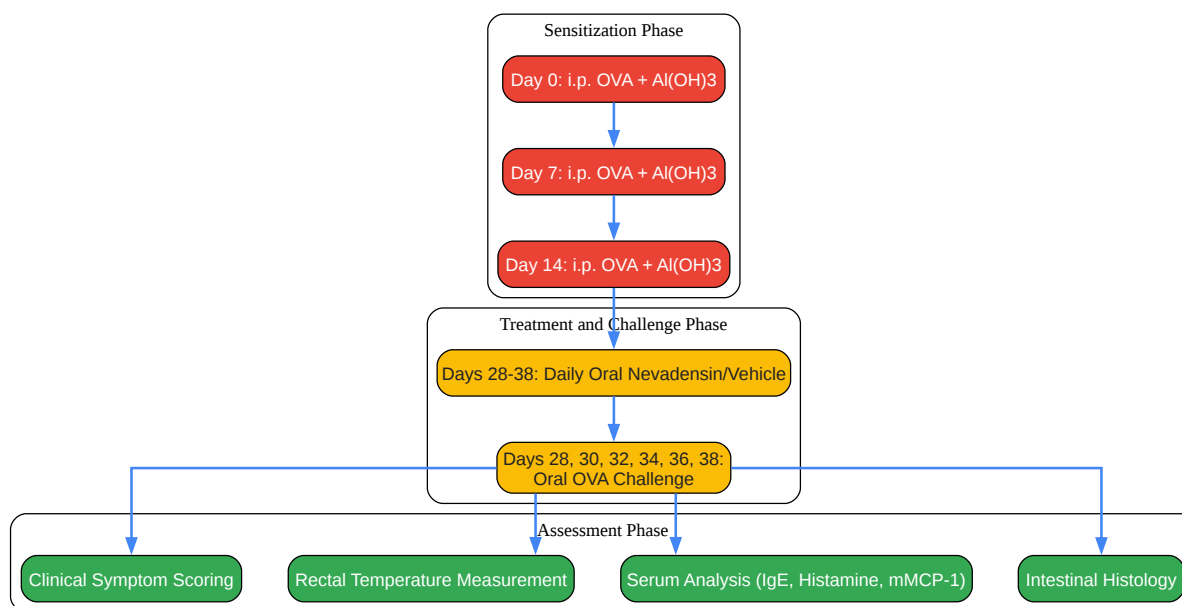 Sensitization Phase
Day 0: i.p. OVA + Al(OH)3
Day 7: i.p. OVA + Al(OH)3
Day 14: i.p. OVA + Al(OH)3
Treatment and Challenge Phase
Days 28-38: Daily Oral Nevadensin/Vehicle
Days 28, 30, 32, 34, 36, 38:
Oral OVA Challenge
Assessment Phase
Clinical Symptom Scoring
Rectal Temperature Measurement
Serum Analysis (IgE, Histamine, mMCP-1)
Intestinal Histology